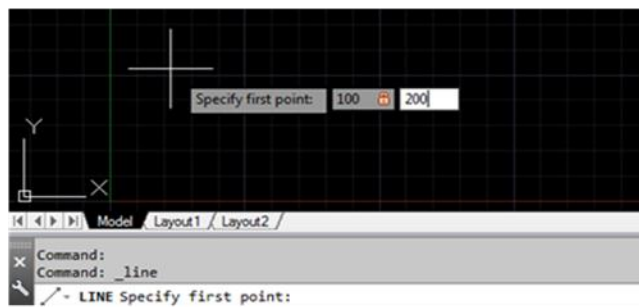 Specify first point: 100 200
Y
X
Model Layout1 Layout2
Command:
Command: _line
LINE Specify first point: